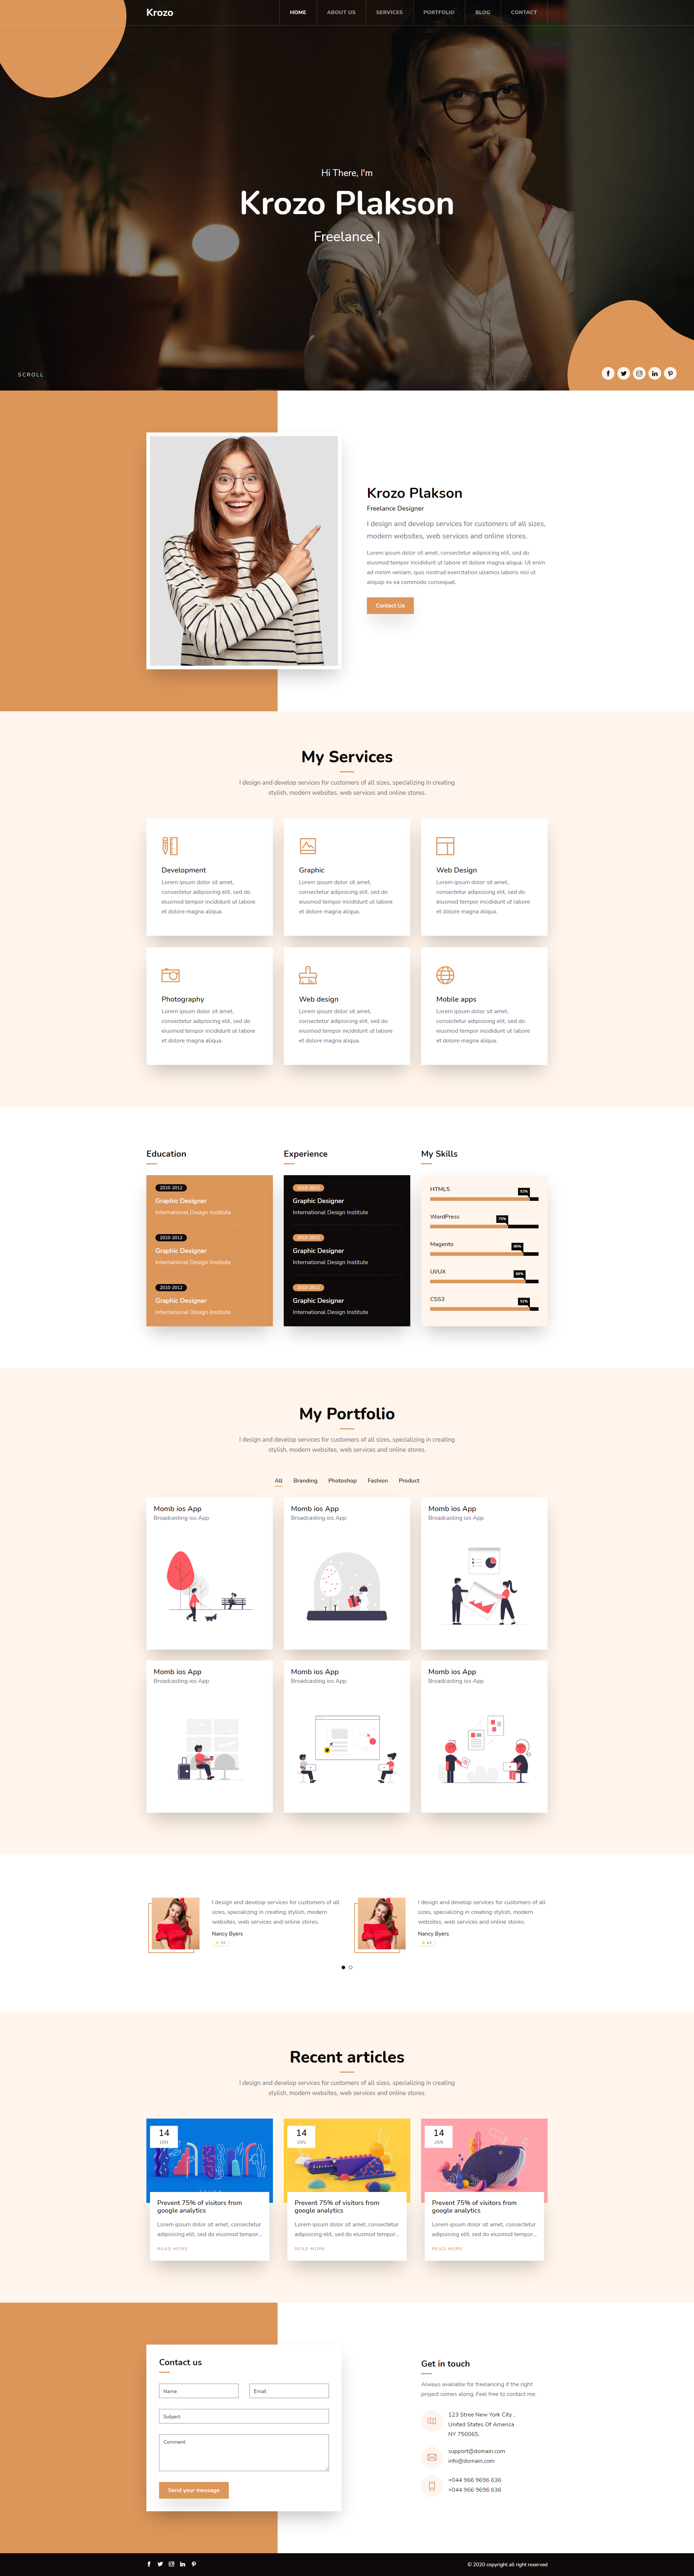 Krozo
HOME
ABOUT US
SERVICES
PORTFOLIO
BLOG
CONTACT
Hi There, I'm
Krozo Plakson
Freelance |
SCROLL
Krozo Plakson
Freelance Designer
I design and develop services for customers of all sizes,
modern websites, web services and online stores.
Lorem ipsum dolor sit amet, consectetur adipisicing elit, sed do
eiusmod tempor incididunt ut labore et dolore magna aliqua. Ut enim
ad minim veniam, quis nostrud exercitation ullamco laboris nisi ut
aliquip ex ea commodo consequat.
Contact Us
My Services
I design and develop services for customers of all sizes, specializing in creating
stylish, modern websites, web services and online stores.
Development
Lorem ipsum dolor sit amet,
consectetur adipisicing elit, sed do
eiusmod tempor incididunt ut labore
et dolore magna aliqua.
Graphic
Lorem ipsum dolor sit amet,
consectetur adipisicing elit, sed do
eiusmod tempor incididunt ut labore
et dolore magna aliqua.
Web Design
Lorem ipsum dolor sit amet,
consectetur adipisicing elit, sed do
eiusmod tempor incididunt ut labore
et dolore magna aliqua.
Photography
Lorem ipsum dolor sit amet,
consectetur adipisicing elit, sed do
eiusmod tempor incididunt ut labore
et dolore magna aliqua.
Web design
Lorem ipsum dolor sit amet,
consectetur adipisicing elit, sed do
eiusmod tempor incididunt ut labore
et dolore magna aliqua.
Mobile apps
Lorem ipsum dolor sit amet,
consectetur adipisicing elit, sed do
eiusmod tempor incididunt ut labore
et dolore magna aliqua.
Education
2010-2012
Graphic Designer
International Design Institute
2010-2012
Graphic Designer
International Design Institute
2010-2012
Graphic Designer
International Design Institute
Experience
2010-2012
Graphic Designer
International Design Institute
2010-2012
Graphic Designer
International Design Institute
2010-2012
Graphic Designer
International Design Institute
My Skills
HTML5
WordPress
Magento
UI/UX
CSS3
My Portfolio
I design and develop services for customers of all sizes, specializing in creating
stylish, modern websites, web services and online stores.
All
Branding
Photoshop
Fashion
Product
Momb ios App
Broadcasting ios App
Momb ios App
Broadcasting ios App
Momb ios App
Broadcasting ios App
Momb ios App
Broadcasting ios App
Momb ios App
Broadcasting ios App
Momb ios App
Broadcasting ios App
I design and develop services for customers of all
sizes, specializing in creating stylish, modern
websites, web services and online stores.
Nancy Byers
I design and develop services for customers of all
sizes, specializing in creating stylish, modern
websites, web services and online stores.
Nancy Byers
Recent articles
I design and develop services for customers of all sizes, specializing in creating
stylish, modern websites, web services and online stores.
14
JAN
Prevent 75% of visitors from
google analytics
Lorem ipsum dolor sit amet, consectetur
adipisicing elit, sed do eiusmod tempor...
READ MORE
14
JAN
Prevent 75% of visitors from
google analytics
Lorem ipsum dolor sit amet, consectetur
adipisicing elit, sed do eiusmod tempor...
READ MORE
14
JAN
Prevent 75% of visitors from
google analytics
Lorem ipsum dolor sit amet, consectetur
adipisicing elit, sed do eiusmod tempor...
READ MORE
Contact us
Name
Email
Subject
Comment
Send your message
Get in touch
Always available for freelancing if the right
project comes along, Feel free to contact me.
123 Stree New York City ,
United States Of America
NY 750065.
support@domain.com
info@domain.com
+044 966 9696 636
+044 966 9696 636
© 2020 copyright all right reserved